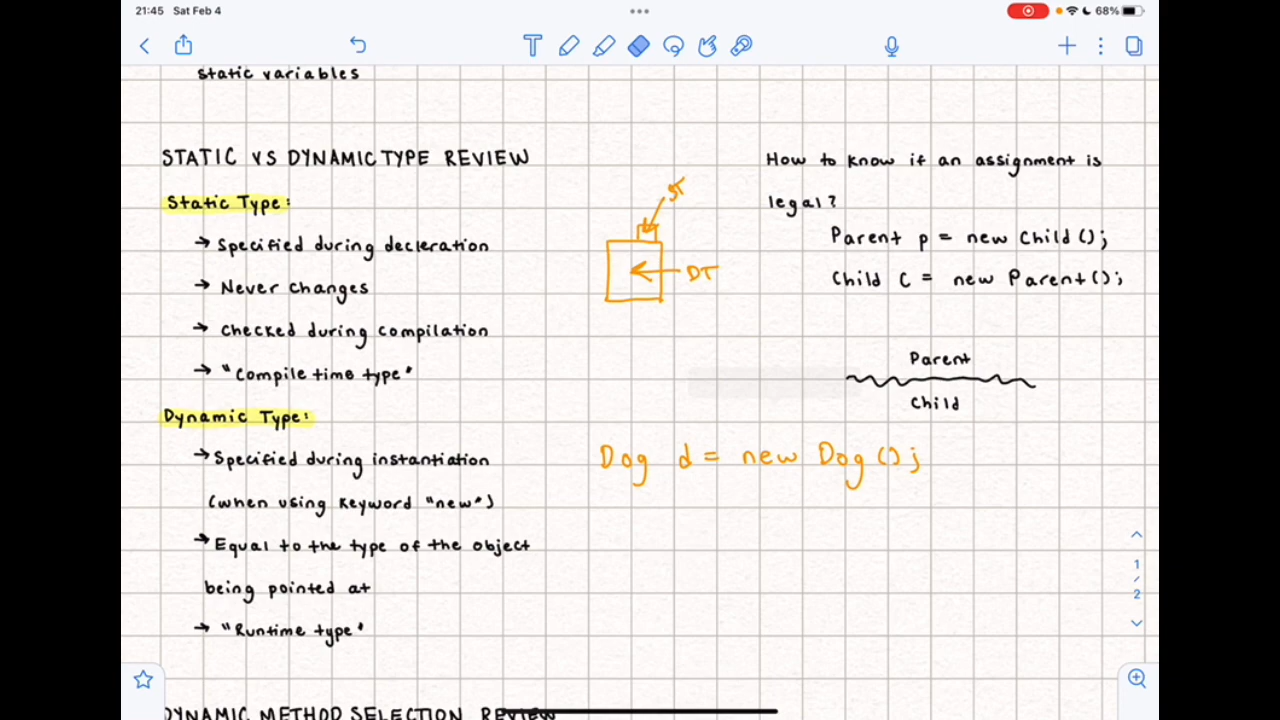 21:45 Sat Feb 4
68%
static variables
STATIC VS DYNAMIC TYPE REVIEW
Static Type:
→ Specified during decleration
→ Never changes
→ Checked during compilation
→ "Compile time type"
Dynamic Type:
→ Specified during instantiation
(when using keyword "new")
→ Equal to the type of the object
being pointed at
→ "Runtime type"
ST
DT
How to know if an assignment is
legal?
Parent p = new Child();
Child C = new Parent();
Parent
Child
Dog d = new Dog();
1
/
2
DYNAMIC METHOD SELECTION REVIEW